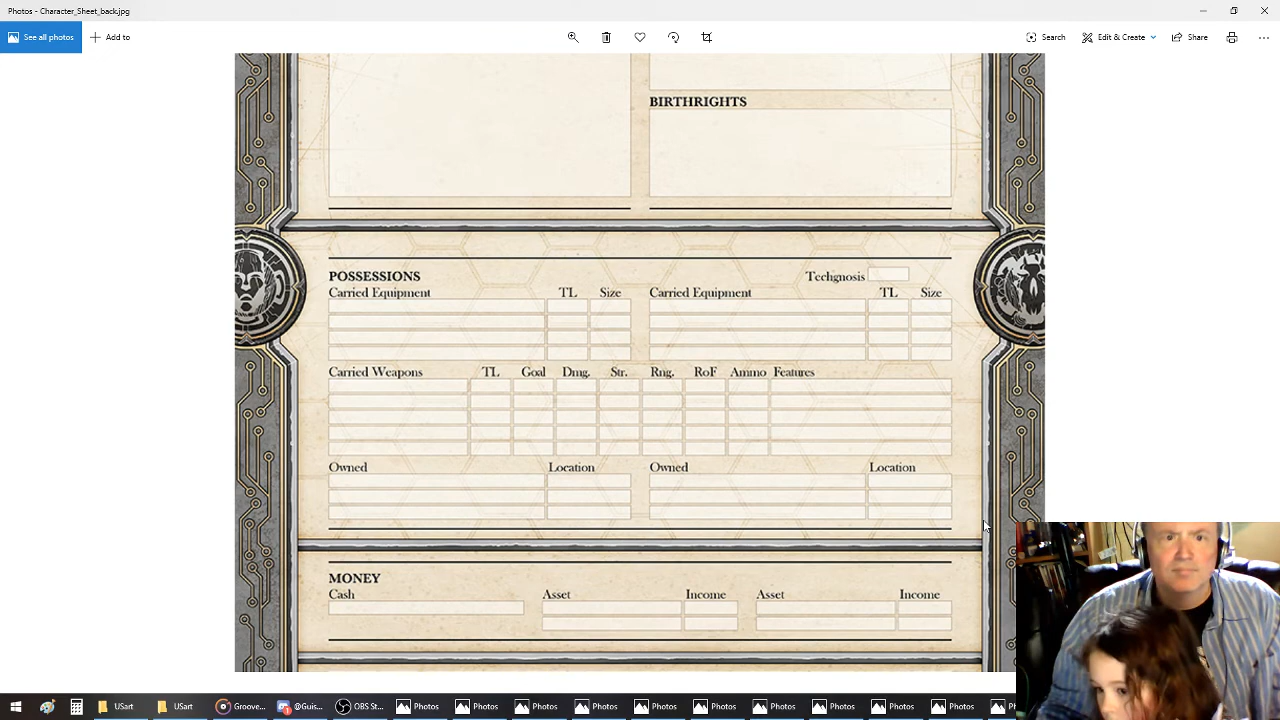 Photos - Character_Sheet_back.jpg
See all photos + Add to Search Edit & Create Share
BIRTHRIGHTS
POSSESSIONS Techgnosis
Carried Equipment TL Size Carried Equipment TL Size
Carried Weapons TL Goal Dmg. Str. Rng. RoF Ammo Features
Owned Location Owned Location
MONEY
Cash Asset Income Asset Income
USart USart Groove... @Guis... OBS St... Photos Photos Photos Photos Photos Photos Photos Photos Photos Photos